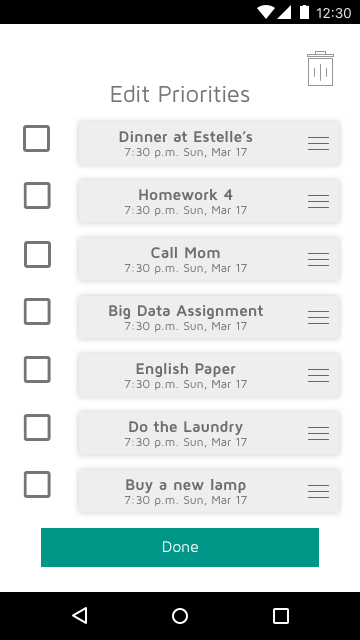 12:30
Edit Priorities
Dinner at Estelle's
7:30 p.m. Sun, Mar 17
Homework 4
7:30 p.m. Sun, Mar 17
Call Mom
7:30 p.m. Sun, Mar 17
Big Data Assignment
7:30 p.m. Sun, Mar 17
English Paper
7:30 p.m. Sun, Mar 17
Do the Laundry
7:30 p.m. Sun, Mar 17
Buy a new lamp
7:30 p.m. Sun, Mar 17
Done